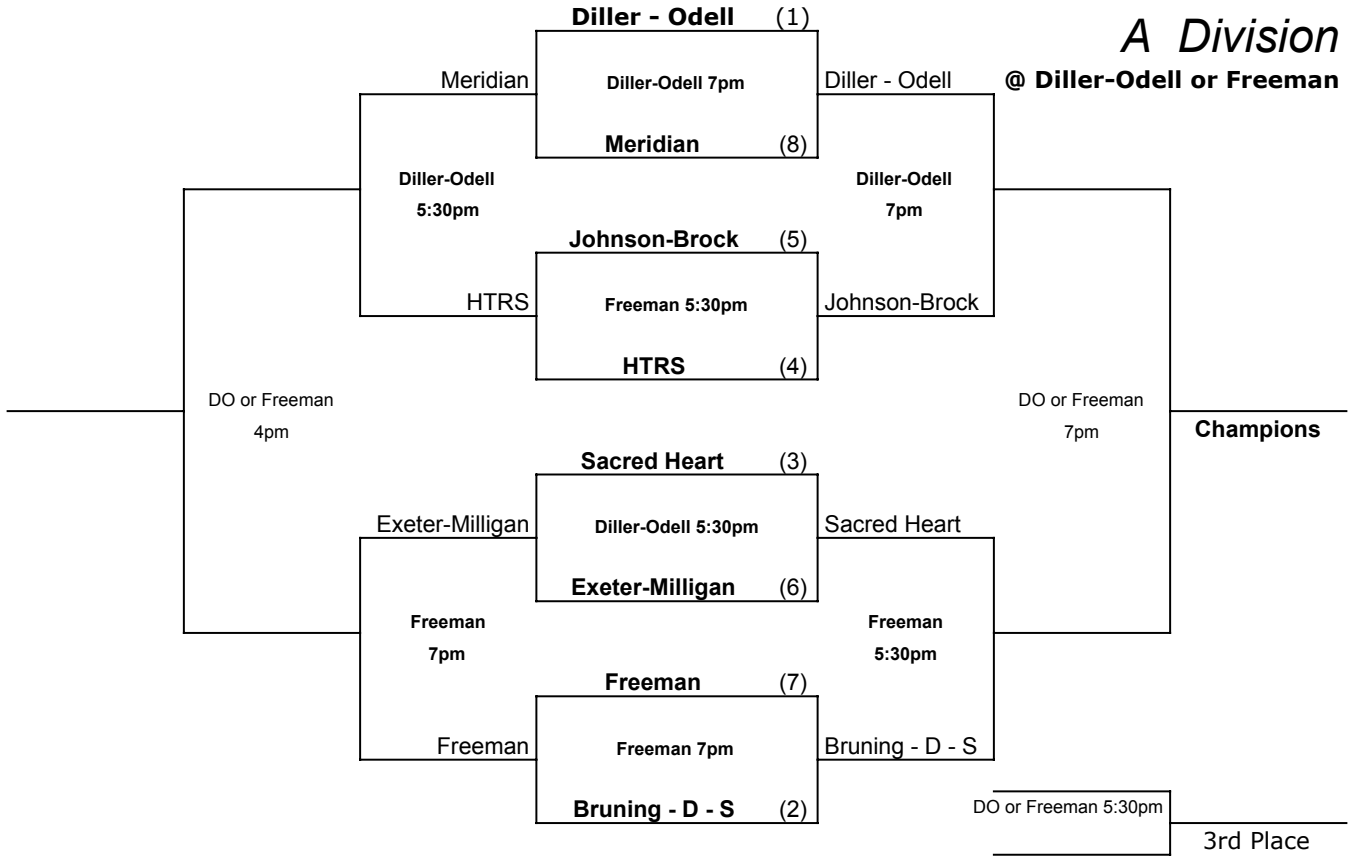 Diller - Odell (1)
A Division
Meridian
Diller-Odell 7pm
Diller - Odell
@ Diller-Odell or Freeman
Meridian (8)
Diller-Odell
5:30pm
Diller-Odell
7pm
Johnson-Brock (5)
HTRS
Freeman 5:30pm
Johnson-Brock
HTRS (4)
DO or Freeman
4pm
DO or Freeman
7pm
Champions
Sacred Heart (3)
Exeter-Milligan
Diller-Odell 5:30pm
Sacred Heart
Exeter-Milligan (6)
Freeman
7pm
Freeman
5:30pm
Freeman (7)
Freeman
Freeman 7pm
Bruning - D - S
Bruning - D - S (2)
DO or Freeman 5:30pm
3rd Place